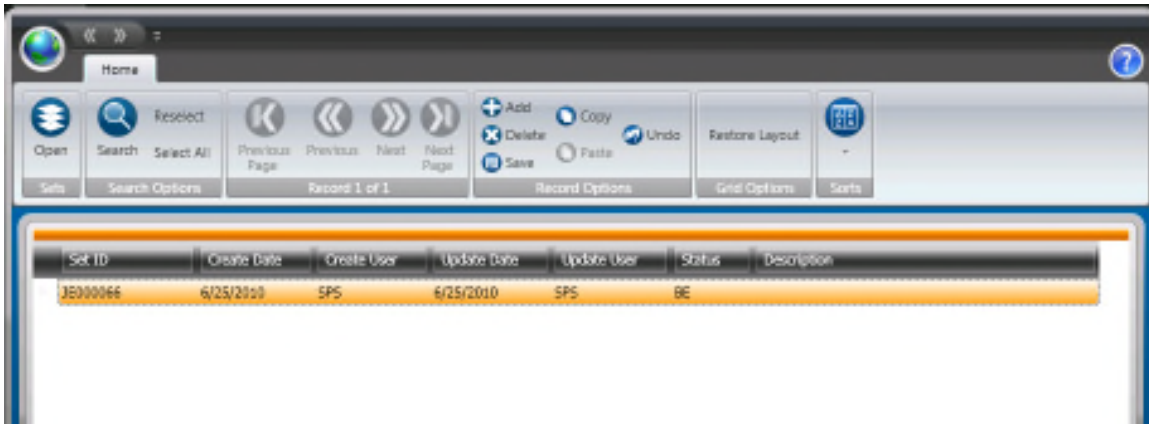 Home
Open
Sets
Search
Reselect
Select All
Search Options
Previous Page
Previous
Next
Next Page
Record 1 of 1
Add
Delete
Save
Copy
Paste
Undo
Record Options
Restore Layout
Grid Options
Sorts
Set ID Create Date Create User Update Date Update User Status Description
JE000066 6/25/2010 SPS 6/25/2010 SPS BE